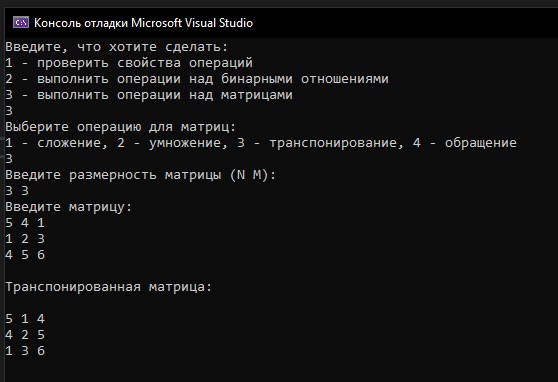 Консоль отладки Microsoft Visual Studio
Введите, что хотите сделать:
1 - проверить свойства операций
2 - выполнить операции над бинарными отношениями
3 - выполнить операции над матрицами
3
Выберите операцию для матриц:
1 - сложение, 2 - умножение, 3 - транспонирование, 4 - обращение
3
Введите размерность матрицы (N M):
3 3
Введите матрицу:
5 4 1
1 2 3
4 5 6
Транспонированная матрица:
5 1 4
4 2 5
1 3 6